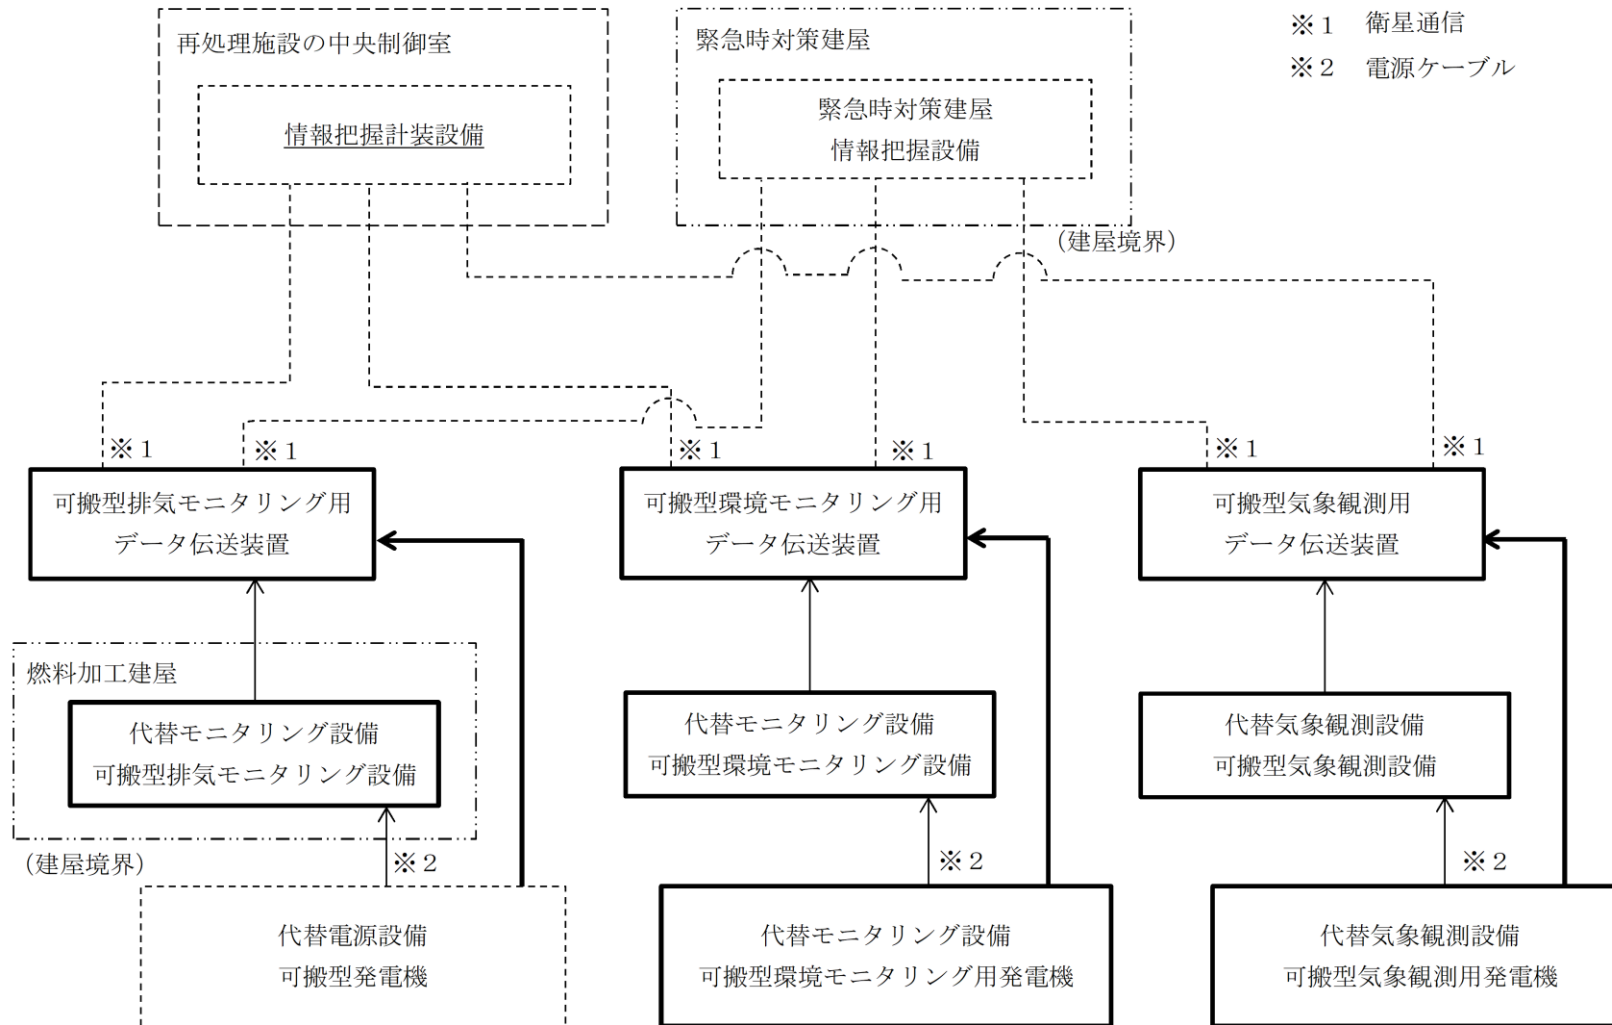 再処理施設の中央制御室
情報把握計装設備
緊急時対策建屋
緊急時対策建屋
情報把握設備
(建屋境界)
※1 衛星通信
※2 電源ケーブル
※1
※1
※1
※1
※1
※1
可搬型排気モニタリング用
データ伝送装置
可搬型環境モニタリング用
データ伝送装置
可搬型気象観測用
データ伝送装置
燃料加工建屋
代替モニタリング設備
可搬型排気モニタリング設備
(建屋境界)
代替モニタリング設備
可搬型環境モニタリング設備
代替気象観測設備
可搬型気象観測設備
※2
※2
※2
代替電源設備
可搬型発電機
代替モニタリング設備
可搬型環境モニタリング用発電機
代替気象観測設備
可搬型気象観測用発電機